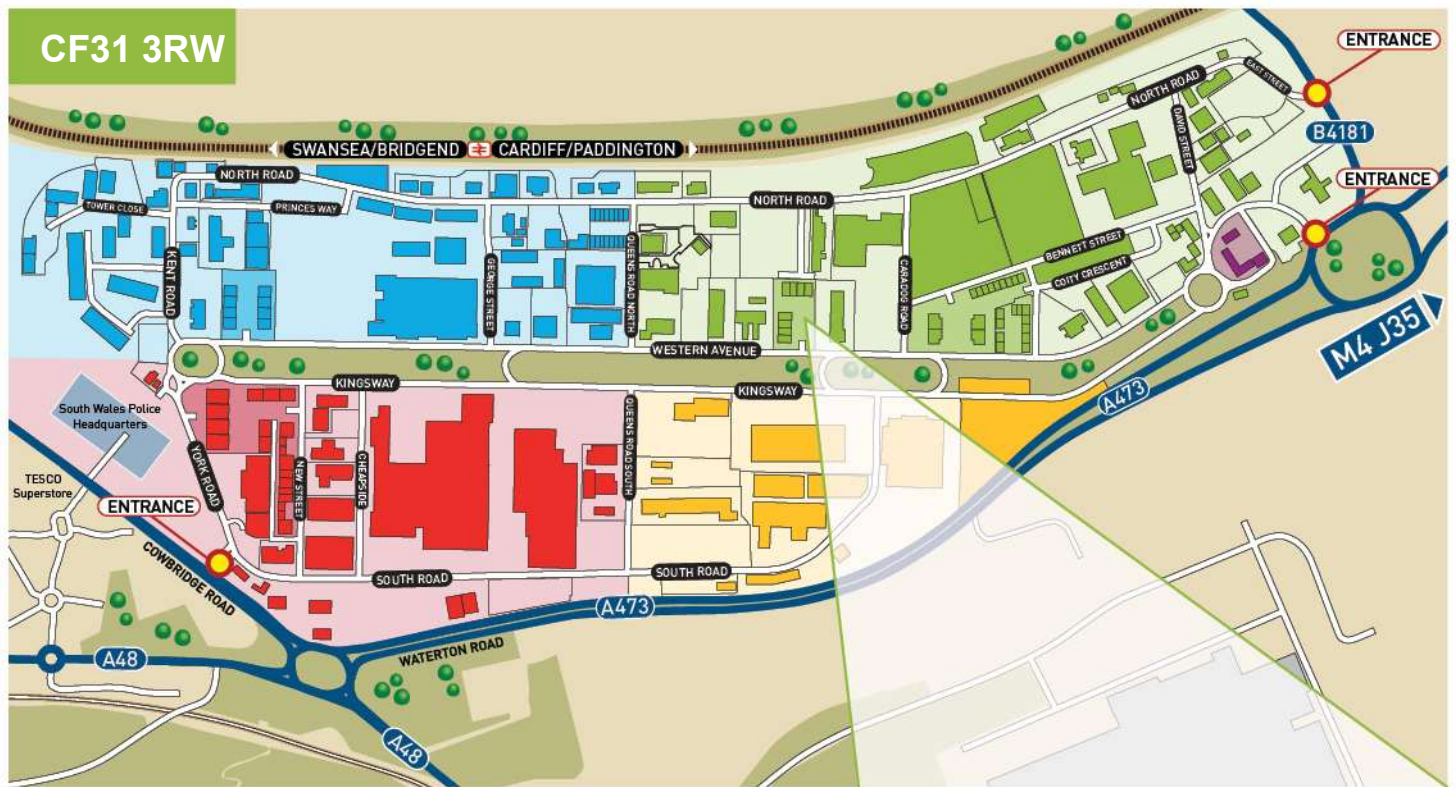 CF31 3RW
ENTRANCE
EAST STREET
NORTH ROAD
B4181
DAVID STREET
SWANSEA/BRIDGEND
CARDIFF/PADDINGTON
NORTH ROAD
ENTRANCE
TOWER CLOSE
PRINCES WAY
NORTH ROAD
KENT ROAD
GEORGE STREET
QUEENS ROAD NORTH
CARADOG ROAD
BENNETT STREET
COITY CRESCENT
M4 J35
WESTERN AVENUE
KINGSWAY
KINGSWAY
A473
South Wales Police
Headquarters
YORK ROAD
NEW STREET
CHEAPSIDE
QUEENS ROAD SOUTH
TESCO
Superstore
ENTRANCE
COWBRIDGE ROAD
SOUTH ROAD
SOUTH ROAD
A473
WATERTON ROAD
A48
A48